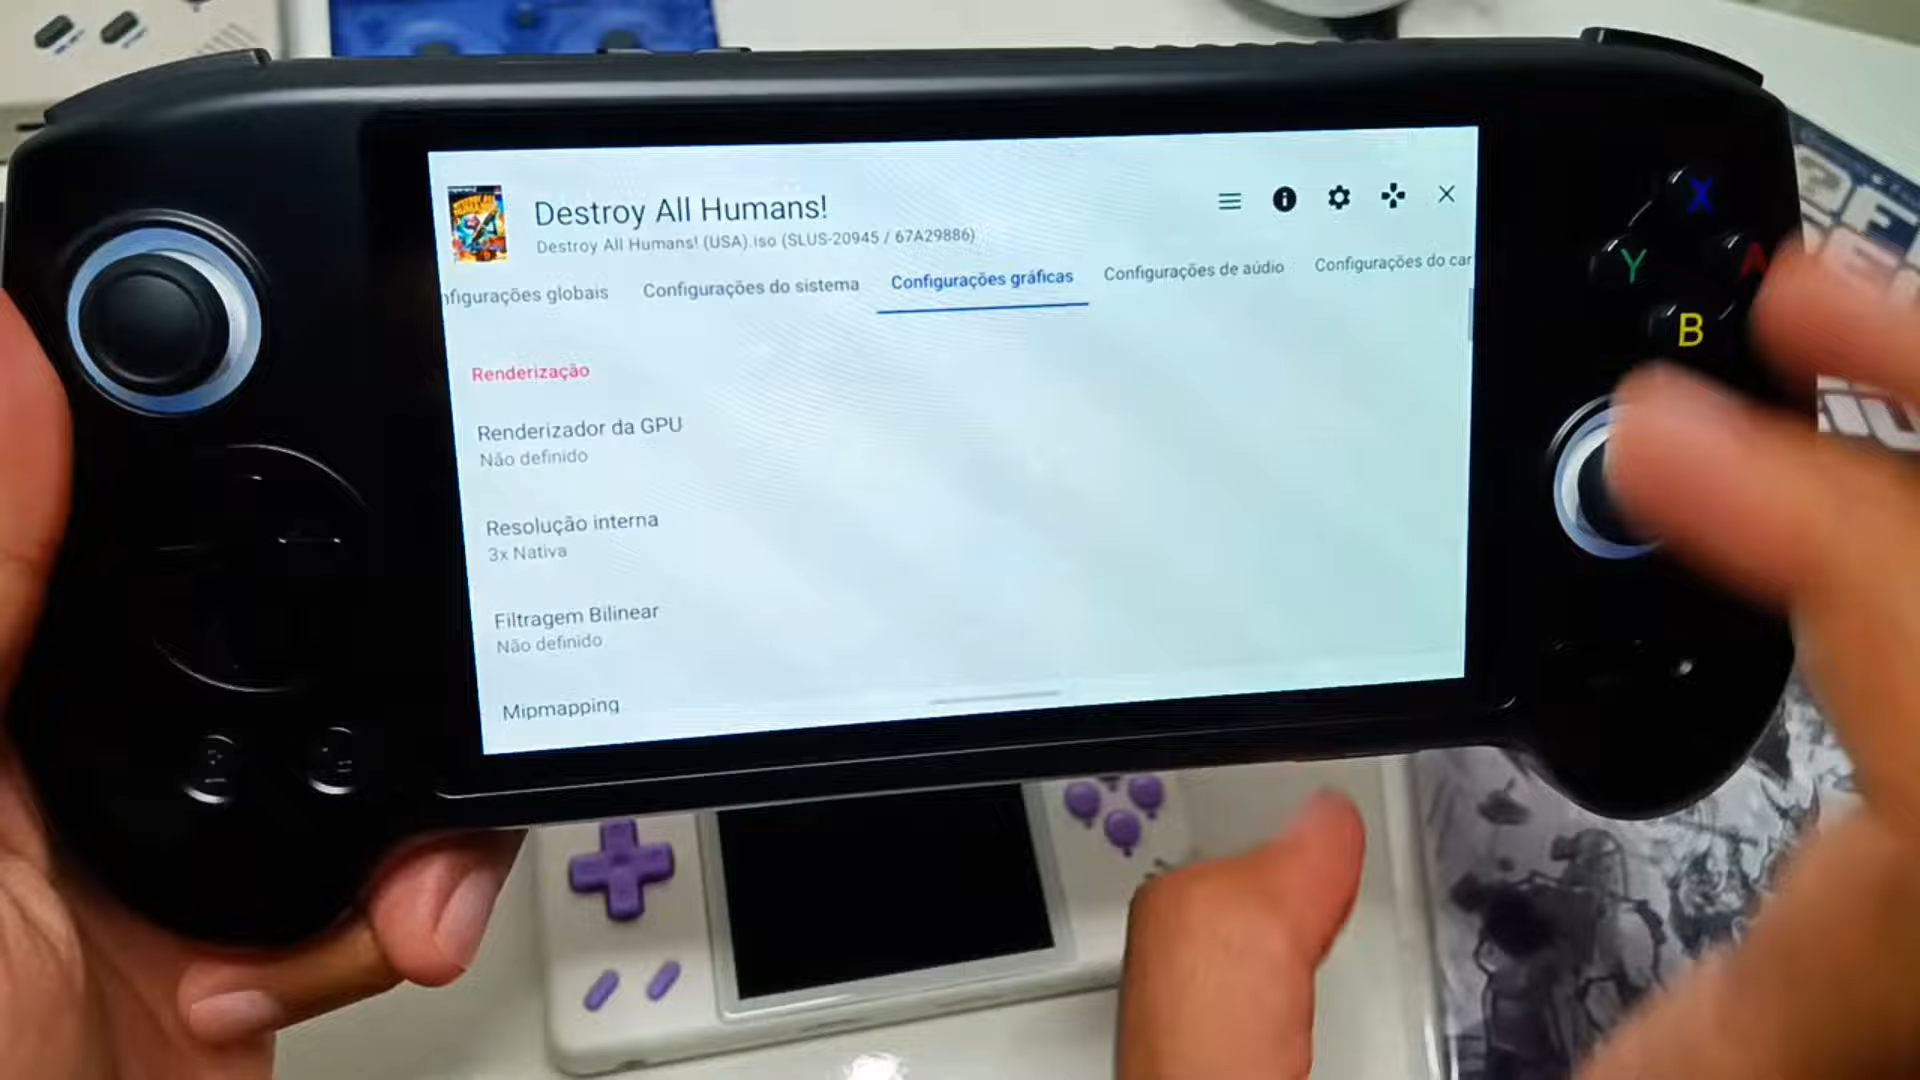 Destroy All Humans!
Destroy All Humans! (USA).iso (SLUS-20945 / 67A29886)
nfigurações globais
Configurações do sistema
Configurações gráficas
Configurações de aúdio
Configurações do car
Renderização
Renderizador da GPU
Não definido
Resolução interna
3x Nativa
Filtragem Bilinear
Não definido
Mipmapping
X
Y
A
B